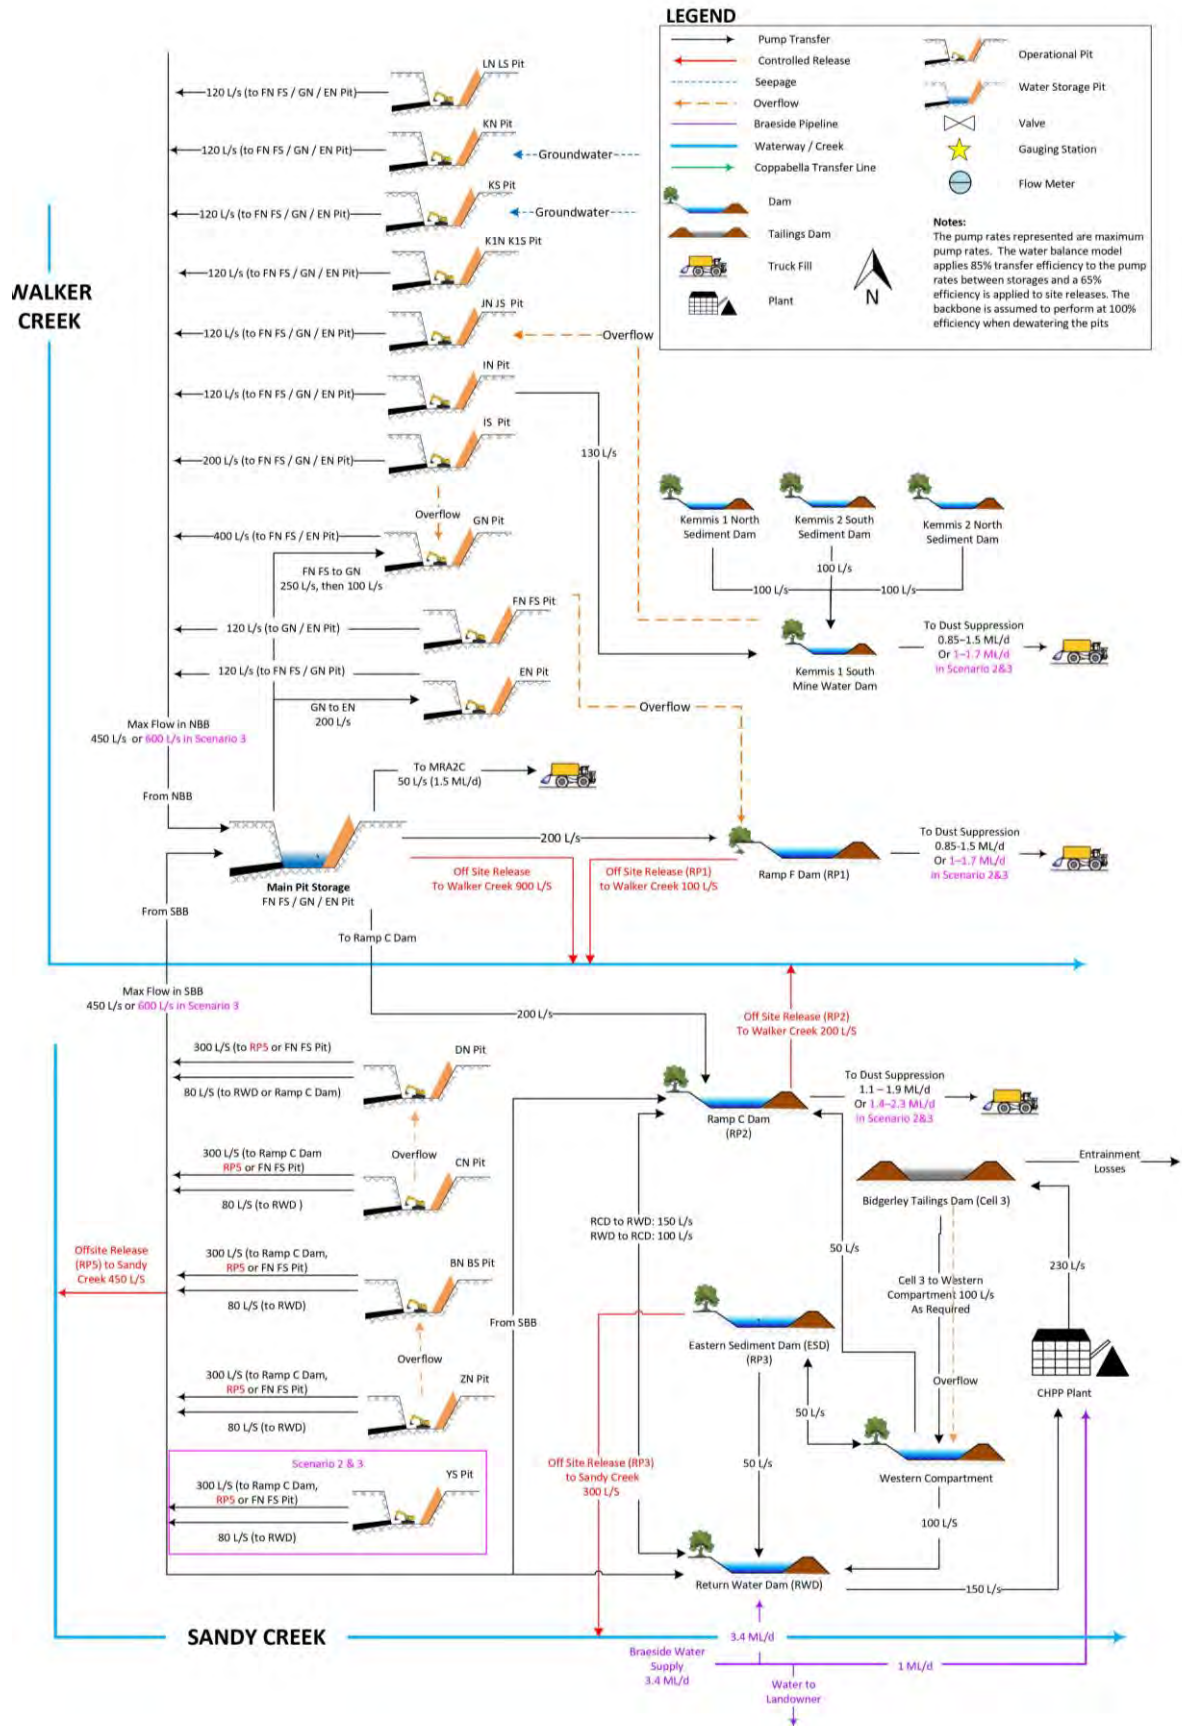 LEGEND
Pump Transfer
Controlled Release
Seepage
Overflow
Braeside Pipeline
Waterway / Creek
Coppabella Transfer Line
Dam
Tailings Dam
Truck Fill
Plant
N
Operational Pit
Water Storage Pit
Valve
Gauging Station
Flow Meter
Notes:
The pump rates represented are maximum
pump rates. The water balance model
applies 85% transfer efficiency to the pump
rates between storages and a 65%
efficiency is applied to site releases. The
backbone is assumed to perform at 100%
efficiency when dewatering the pits
WALKER
CREEK
LN LS Pit
120 L/s (to FN FS / GN / EN Pit)
KN Pit
120 L/s (to FN FS / GN / EN Pit)
Groundwater
KS Pit
120 L/s (to FN FS / GN / EN Pit)
Groundwater
K1N K1S Pit
120 L/s (to FN FS / GN / EN Pit)
JN JS Pit
120 L/s (to FN FS / GN / EN Pit)
Overflow
IN Pit
120 L/s (to FN FS / GN / EN Pit)
IS Pit
200 L/s (to FN FS / GN / EN Pit)
130 L/s
Overflow
GN Pit
400 L/s (to FN FS / EN Pit)
FN FS to GN
250 L/s, then 100 L/s
FN FS Pit
120 L/s (to GN / EN Pit)
120 L/s (to FN FS / GN Pit)
EN Pit
GN to EN
200 L/s
Overflow
Kemmis 1 North
Sediment Dam
Kemmis 2 South
Sediment Dam
Kemmis 2 North
Sediment Dam
100 L/s
100 L/s
100 L/s
Kemmis 1 South
Mine Water Dam
To Dust Suppression
0.85–1.5 ML/d
Or 1–1.7 ML/d
in Scenario 2&3
Max Flow in NBB
450 L/s or 600 L/s in Scenario 3
From NBB
To MRA2C
50 L/s (1.5 ML/d)
Main Pit Storage
FN FS / GN / EN Pit
200 L/s
Ramp F Dam (RP1)
To Dust Suppression
0.85-1.5 ML/d
Or 1–1.7 ML/d
in Scenario 2&3
Off Site Release
To Walker Creek 900 L/S
Off Site Release (RP1)
to Walker Creek 100 L/S
From SBB
To Ramp C Dam
Max Flow in SBB
450 L/s or 600 L/s in Scenario 3
200 L/s
Off Site Release (RP2)
To Walker Creek 200 L/S
300 L/S (to RP5 or FN FS Pit)
DN Pit
80 L/S (to RWD or Ramp C Dam)
Ramp C Dam
(RP2)
To Dust Suppression
1.1 – 1.9 ML/d
Or 1.4–2.3 ML/d
in Scenario 2&3
300 L/S (to Ramp C Dam
RP5 or FN FS Pit)
Overflow
CN Pit
80 L/S (to RWD )
Entrainment
Losses
Bidgerley Tailings Dam (Cell 3)
RCD to RWD: 150 L/s
RWD to RCD: 100 L/s
50 L/s
Offsite Release
(RP5) to Sandy
Creek 450 L/S
300 L/S (to Ramp C Dam,
RP5 or FN FS Pit)
BN BS Pit
80 L/S (to RWD)
From SBB
Cell 3 to Western
Compartment 100 L/s
As Required
230 L/s
Eastern Sediment Dam (ESD)
(RP3)
Overflow
300 L/S (to Ramp C Dam,
RP5 or FN FS Pit)
ZN Pit
80 L/S (to RWD)
Overflow
CHPP Plant
50 L/s
Scenario 2 & 3
YS Pit
300 L/S (to Ramp C Dam,
RP5 or FN FS Pit)
80 L/S (to RWD)
Off Site Release (RP3)
to Sandy Creek
300 L/S
50 L/s
Western Compartment
100 L/S
Return Water Dam (RWD)
150 L/s
SANDY CREEK
3.4 ML/d
Braeside Water
Supply
3.4 ML/d
1 ML/d
Water to
Landowner